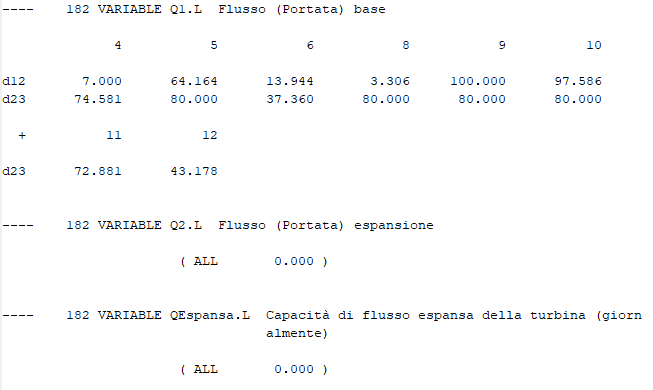 ---- 182 VARIABLE Q1.L Flusso (Portata) base
4 5 6 8 9 10
d12 7.000 64.164 13.944 3.306 100.000 97.586
d23 74.581 80.000 37.360 80.000 80.000 80.000
+ 11 12
d23 72.881 43.178
---- 182 VARIABLE Q2.L Flusso (Portata) espansione
( ALL 0.000 )
---- 182 VARIABLE QEspansa.L Capacità di flusso espansa della turbina (giorn
almente)
( ALL 0.000 )